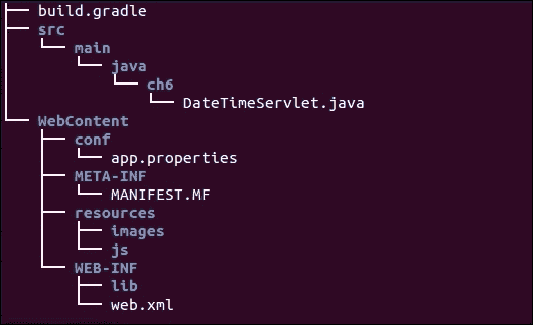 build.gradle
src
main
java
ch6
DateTimeServlet.java
WebContent
conf
app.properties
META-INF
MANIFEST.MF
resources
images
js
WEB-INF
lib
web.xml